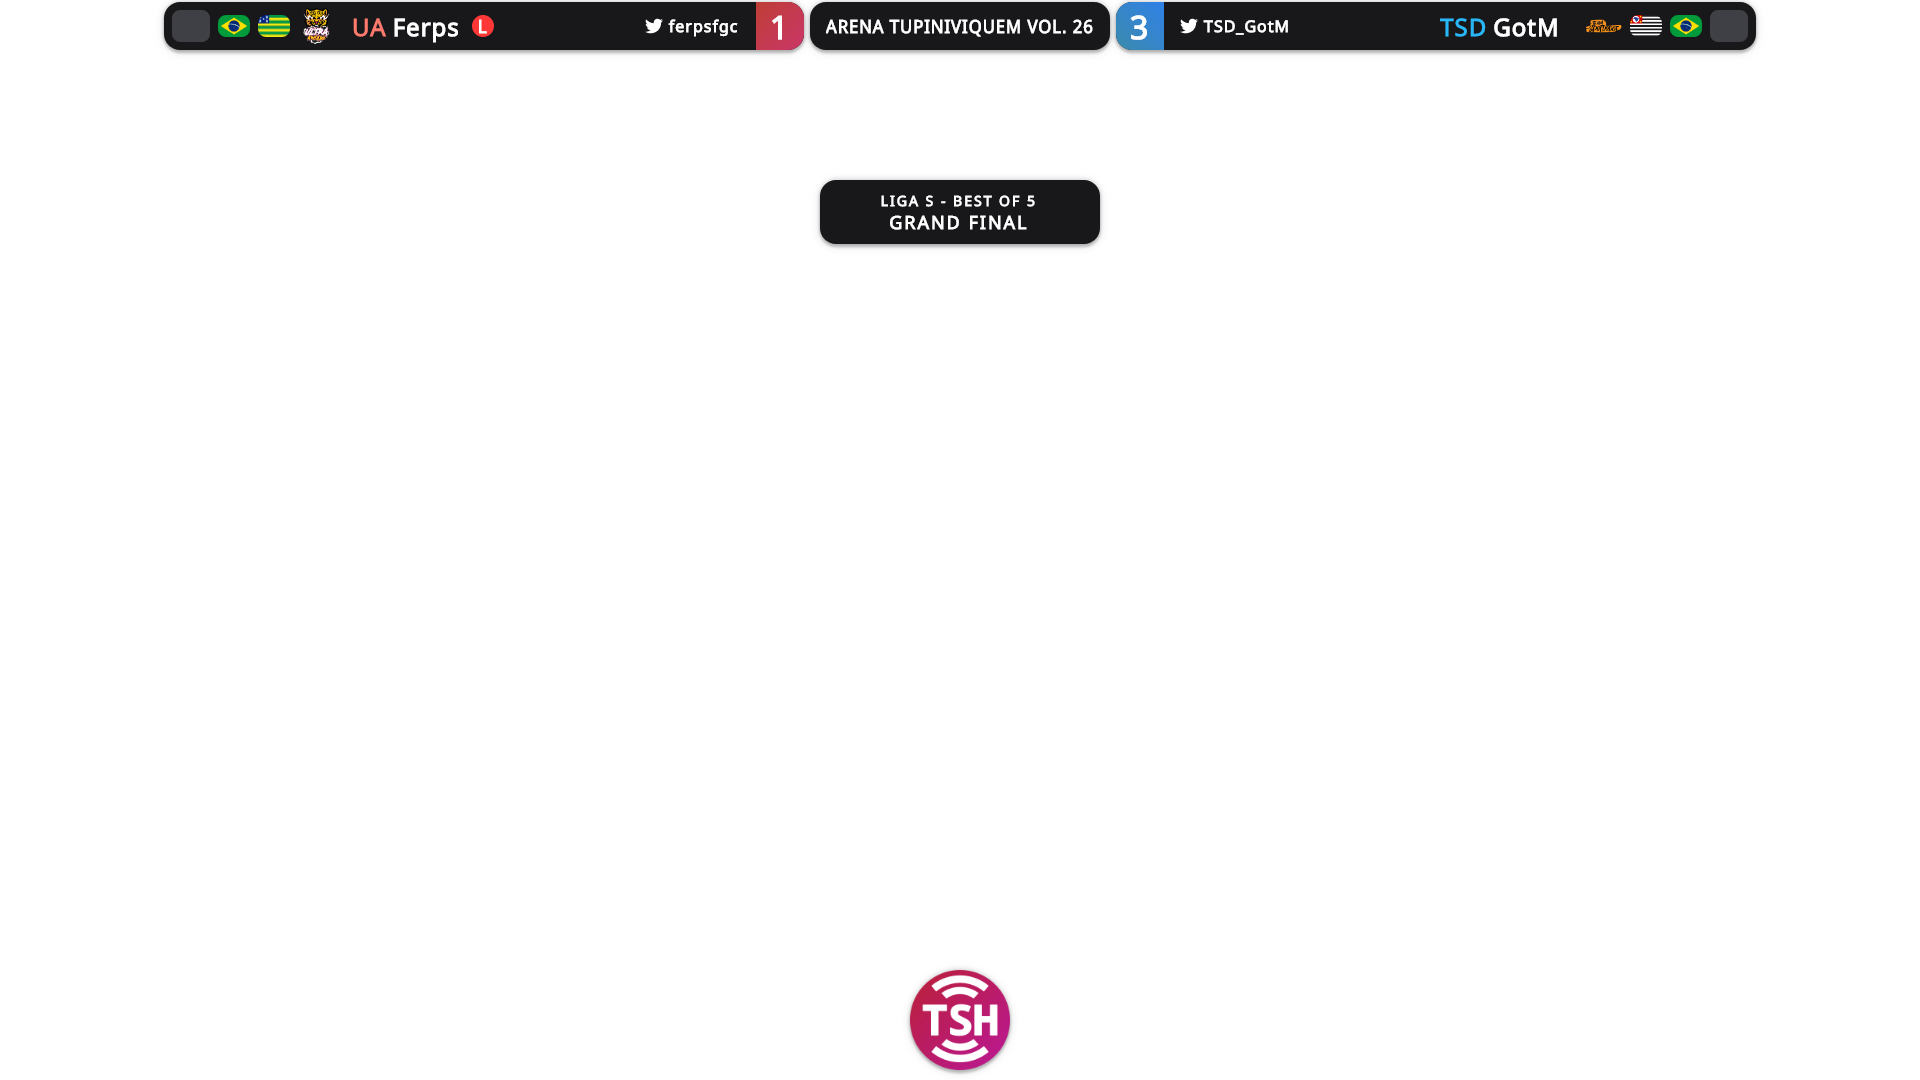 UA Ferps L
ferpsfgc
1
ARENA TUPINIVIQUEM VOL. 26
3
TSD_GotM
TSD GotM
LIGA S - BEST OF 5
GRAND FINAL
TSH